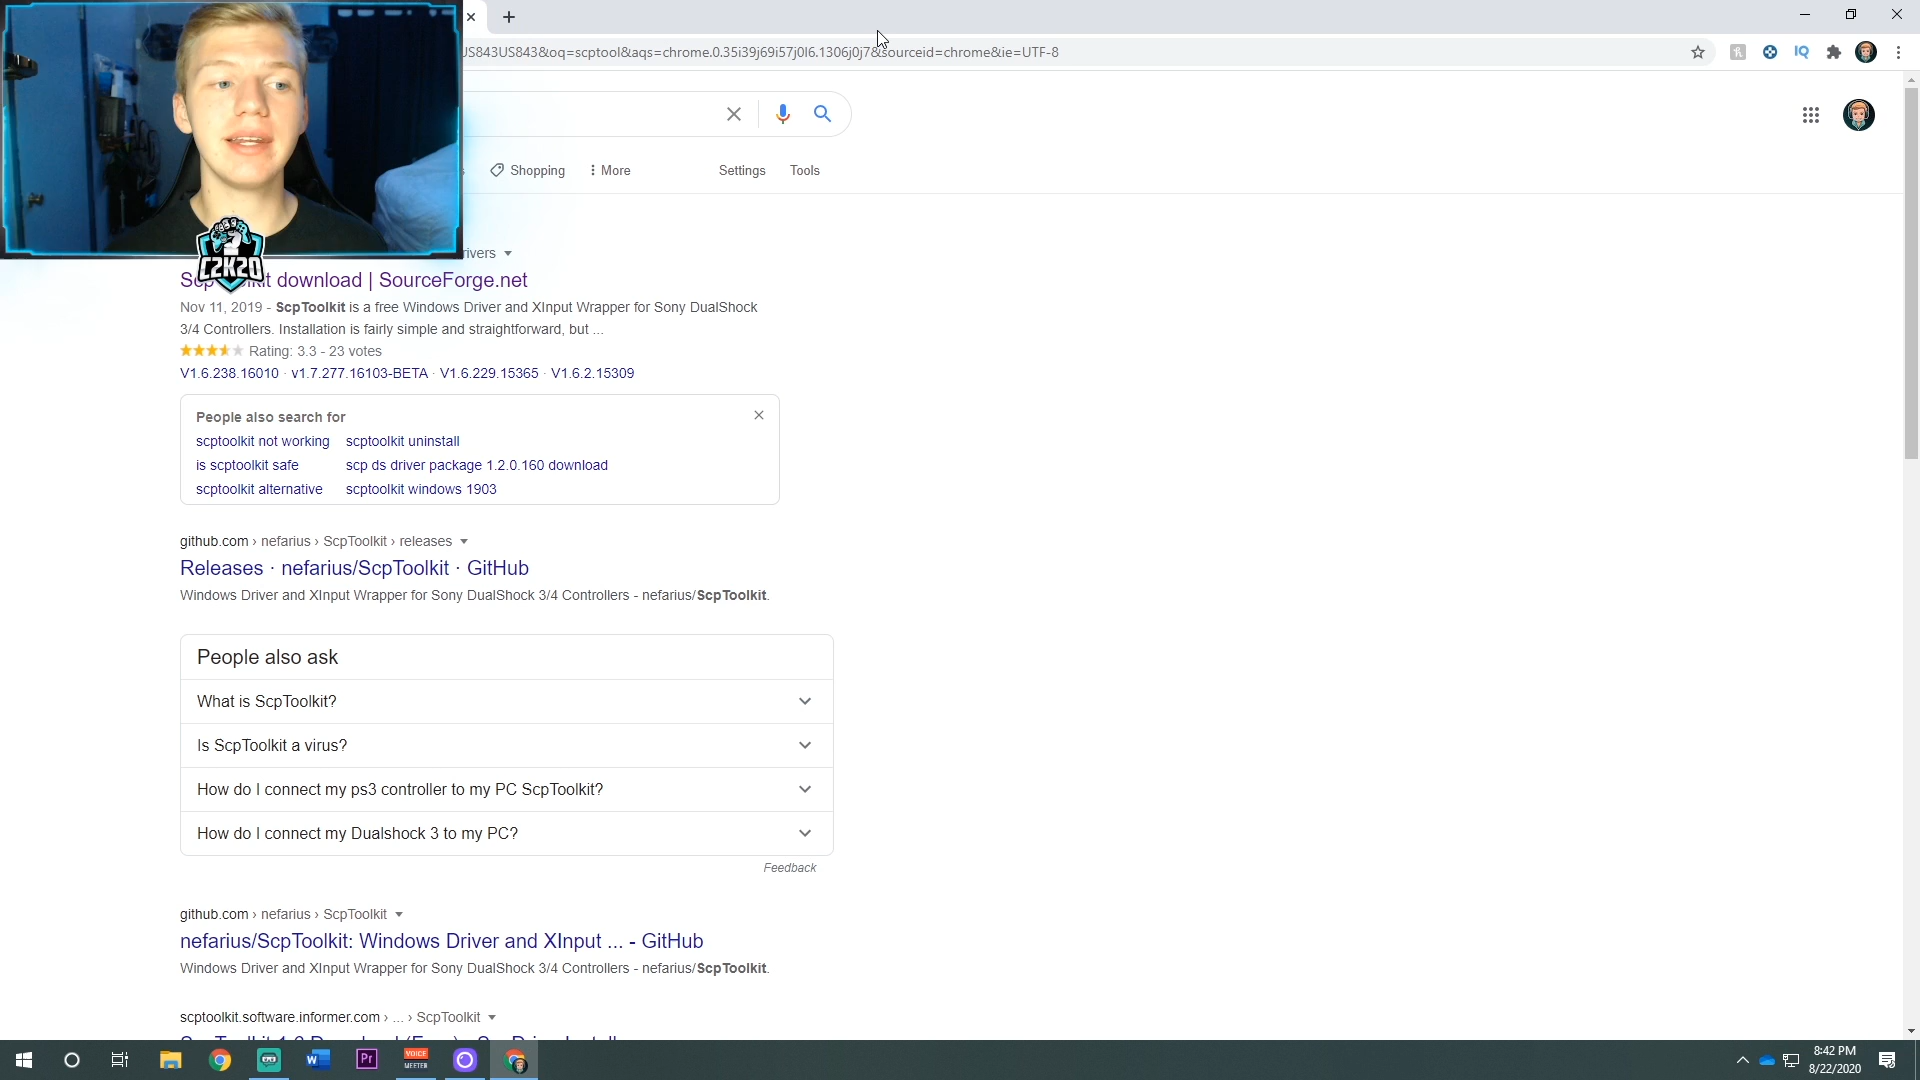 US843US843&oq=scptool&aqs=chrome.0.35i39j69i57j0l6.1306j0j7&sourceid=chrome&ie=UTF-8
Shopping
More
Settings
Tools
C2K20
ScpToolkit download | SourceForge.net
Nov 11, 2019 - ScpToolkit is a free Windows Driver and XInput Wrapper for Sony DualShock
3/4 Controllers. Installation is fairly simple and straightforward, but ...
Rating: 3.3 - 23 votes
V1.6.238.16010 · v1.7.277.16103-BETA · V1.6.229.15365 · V1.6.2.15309
People also search for
scptoolkit not working scptoolkit uninstall
is scptoolkit safe scp ds driver package 1.2.0.160 download
scptoolkit alternative scptoolkit windows 1903
github.com › nefarius › ScpToolkit › releases
Releases · nefarius/ScpToolkit · GitHub
Windows Driver and XInput Wrapper for Sony DualShock 3/4 Controllers - nefarius/ScpToolkit.
People also ask
What is ScpToolkit?
Is ScpToolkit a virus?
How do I connect my ps3 controller to my PC ScpToolkit?
How do I connect my Dualshock 3 to my PC?
Feedback
github.com › nefarius › ScpToolkit
nefarius/ScpToolkit: Windows Driver and XInput ... - GitHub
Windows Driver and XInput Wrapper for Sony DualShock 3/4 Controllers - nefarius/ScpToolkit.
scptoolkit.software.informer.com › ... › ScpToolkit
Pr
VOICE
MEETER
8:42 PM
8/22/2020